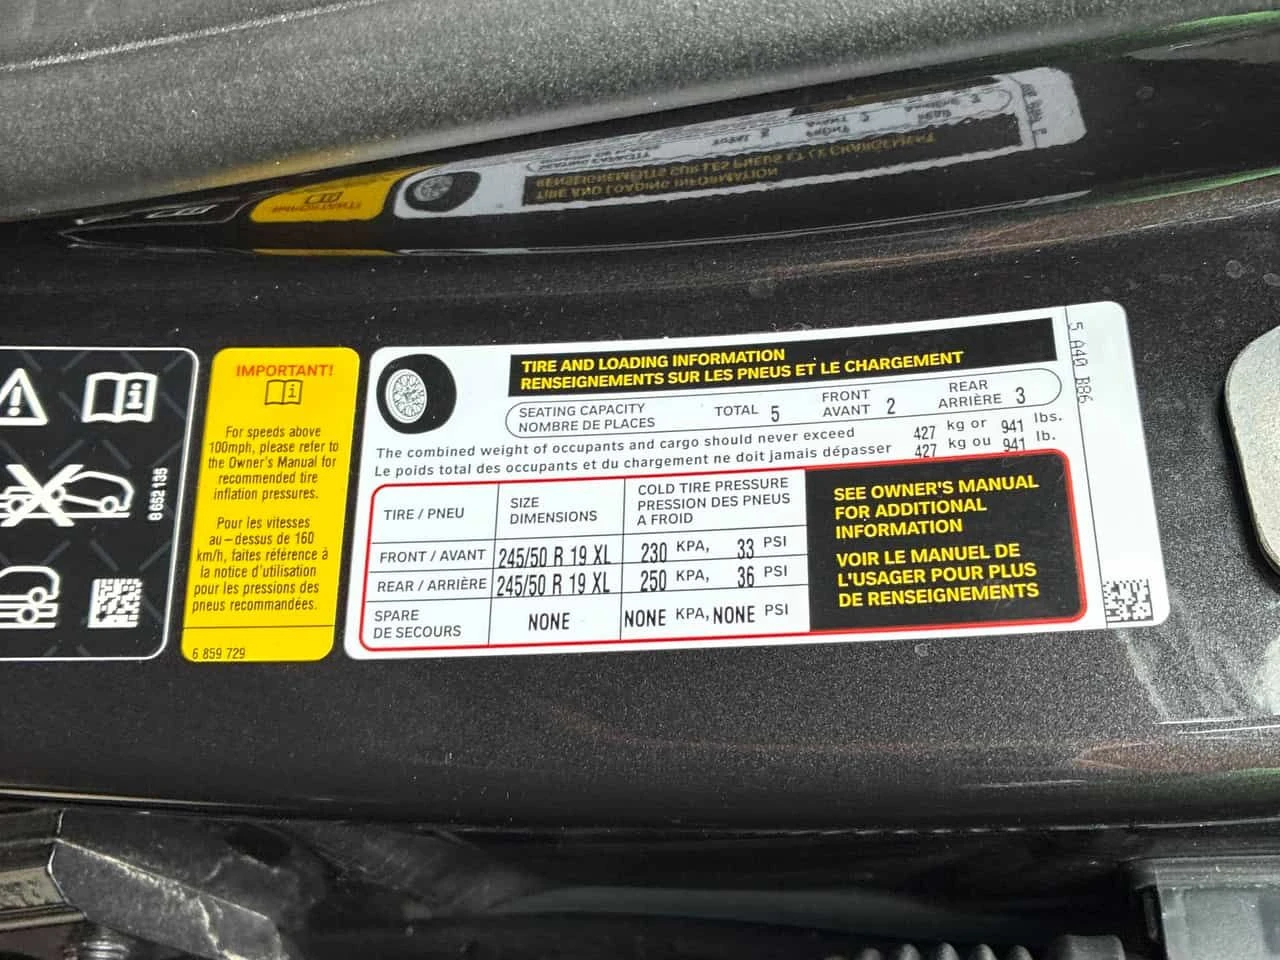 8 652 135
IMPORTANT!
For speeds above
100mph, please refer to
the Owner's Manual for
recommended tire
inflation pressures.
Pour les vitesses
au-dessus de 160
km/h, faites référence à
la notice d'utilisation
pour les pressions des
pneus recommandées.
6 859 729
TIRE AND LOADING INFORMATION
RENSEIGNEMENTS SUR LES PNEUS ET LE CHARGEMENT
SEATING CAPACITY
NOMBRE DE PLACES
TOTAL 5
FRONT
AVANT 2
REAR
ARRIÈRE 3
The combined weight of occupants and cargo should never exceed 427 kg or 941 lbs.
Le poids total des occupants et du chargement ne doit jamais dépasser 427 kg ou 941 lb.
TIRE / PNEU
SIZE
DIMENSIONS
COLD TIRE PRESSURE
PRESSION DES PNEUS
A FROID
FRONT / AVANT 245/50 R 19 XL 230 KPA, 33 PSI
REAR / ARRIÈRE 245/50 R 19 XL 250 KPA, 36 PSI
SPARE
DE SECOURS
NONE NONE KPA, NONE PSI
SEE OWNER'S MANUAL
FOR ADDITIONAL
INFORMATION
VOIR LE MANUEL DE
L'USAGER POUR PLUS
DE RENSEIGNEMENTS
5 A40 B86